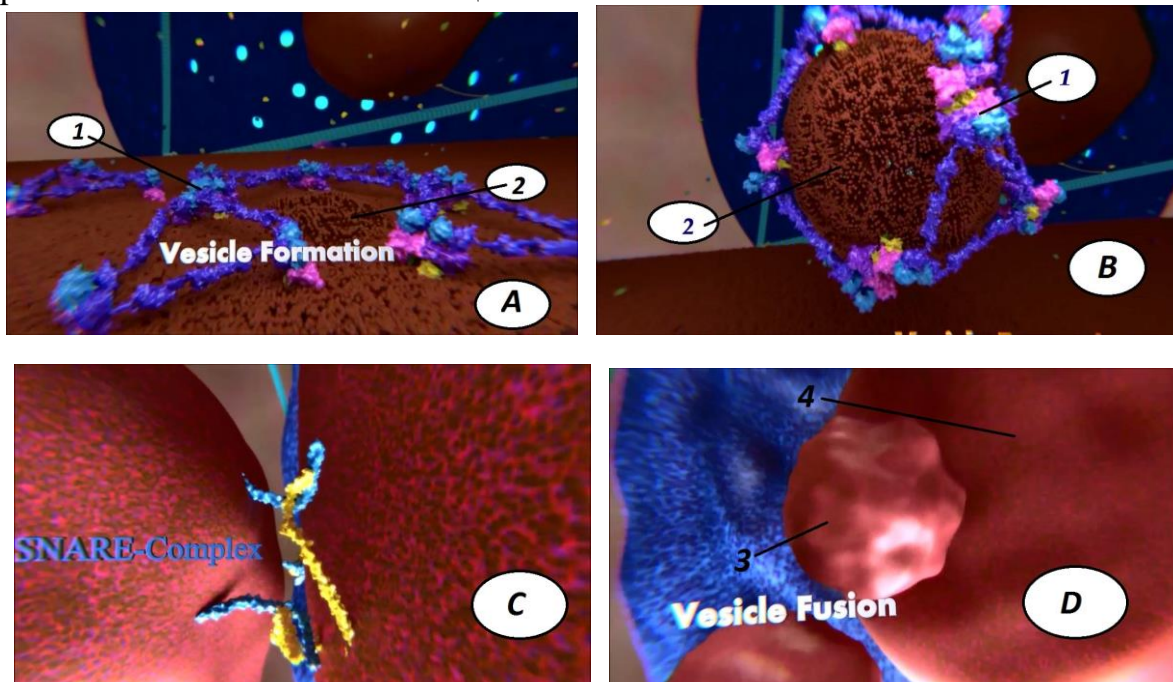 1
2
Vesicle Formation
A
1
2
B
SNARE-Complex
C
4
3
Vesicle Fusion
D